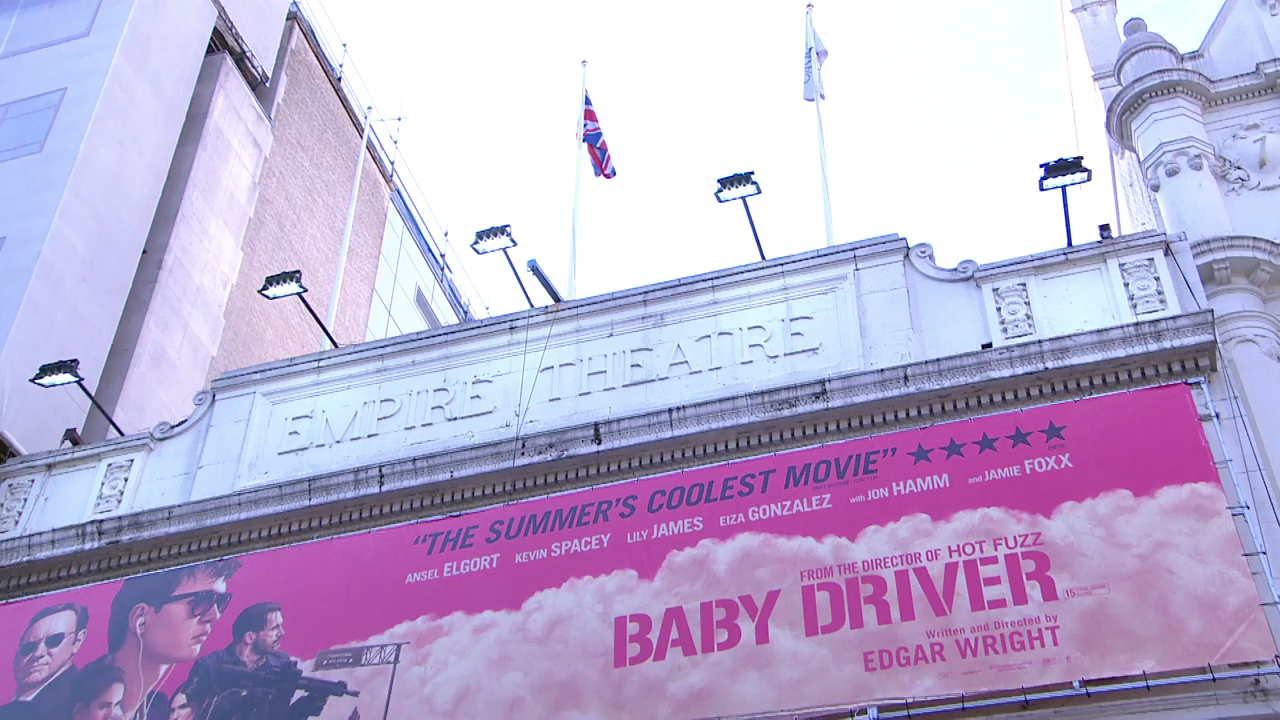 EMPIRE THEATRE
"THE SUMMER'S COOLEST MOVIE" ★★★★★
ANSEL ELGORT KEVIN SPACEY LILY JAMES EIZA GONZALEZ with JON HAMM and JAMIE FOXX
FROM THE DIRECTOR OF HOT FUZZ
BABY DRIVER
15
Written and Directed by
EDGAR WRIGHT